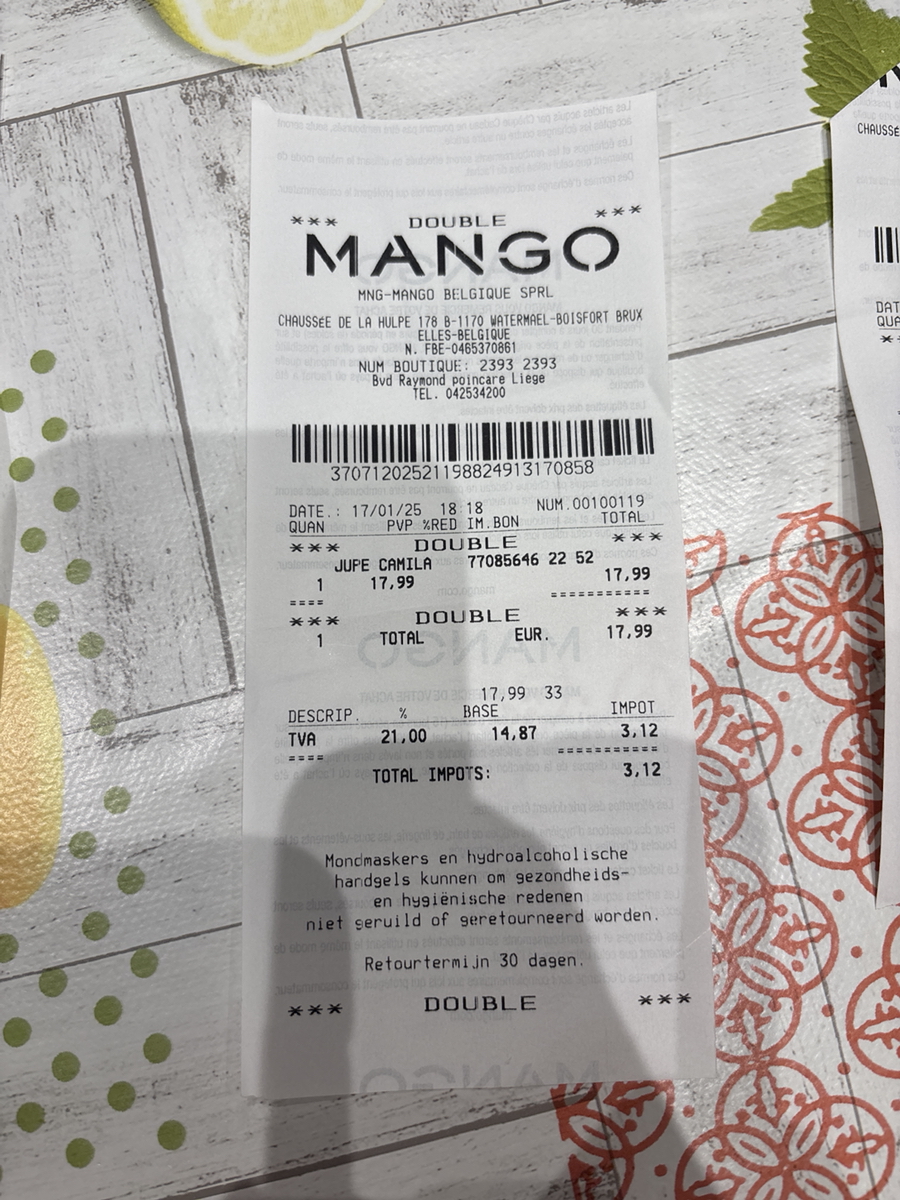 *** DOUBLE ***
MANGO
MNG-MANGO BELGIQUE SPRL
CHAUSSéE DE LA HULPE 178 B-1170 WATERMAEL-BOISFORT BRUX
ELLES-BELGIQUE
N. FBE-0465370861
NUM BOUTIQUE: 2393 2393
Bvd Raymond poincare Liege
TEL. 042534200
37071202521198824913170858
DATE.: 17/01/25 18:18 NUM.00100119
QUAN PVP %RED IM.BON TOTAL
*** DOUBLE ***
JUPE CAMILA 77085646 22 52
1 17,99 17,99
==== ===========
*** DOUBLE ***
1 TOTAL EUR. 17,99
17,99 33
DESCRIP. % BASE IMPOT
TVA 21,00 14,87 3,12
==== ===========
TOTAL IMPOTS: 3,12
Mondmaskers en hydroalcoholische
handgels kunnen om gezondheids-
en hygiënische redenen
niet geruild of geretourneerd worden.
Retourtermijn 30 dagen.
*** DOUBLE ***
CHAUSSé
DAT
QUA